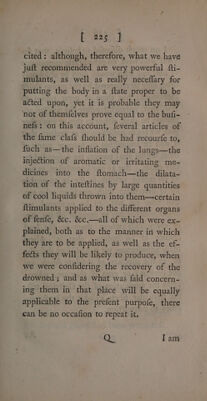 [ 225 ]
cited: although, therefore, what we have
juſt recommended are very powerful ſti-
mulants, as well as really neceſſary for
putting the body in a ſtate proper to be
acted upon, yet it is probable they may
not of themſelves prove equal to the buſi-
neſs: on this account, ſeveral articles of
the ſame claſs ſhould be had recourſe to,
ſuch as—the inflation of the lungs—the
injection of aromatic or irritating me-
dicines into the ſtomach—the dilata-
tion of the inteſtines by large quantities
of cool liquids thrown into them—certain
ſtimulants applied to the different organs
of ſenſe, &c. &c.—all of which were ex-
plained, both as to the manner in which
they are to be applied, as well as the ef-
fects they will be likely to produce, when
we were conſidering the recovery of the
drowned; and as what was ſaid concern-
ing them in that place will be equally
applicable to the preſent purpoſe, there
can be no occaſion to repeat it.
Q I am